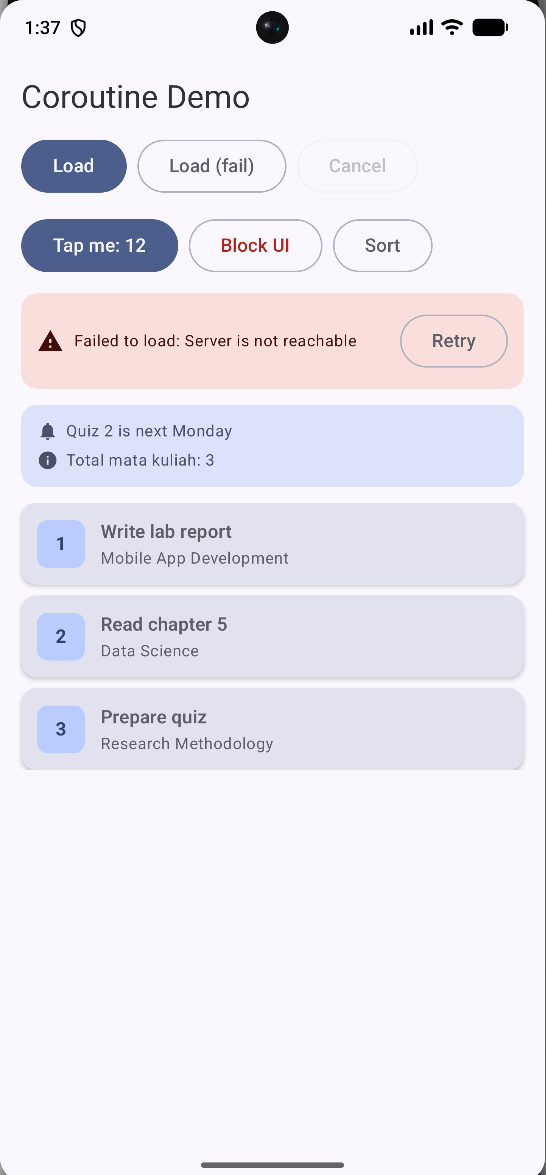 1:37
Coroutine Demo
Load
Load (fail)
Cancel
Tap me: 12
Block UI
Sort
Failed to load: Server is not reachable
Retry
Quiz 2 is next Monday
Total mata kuliah: 3
1
Write lab report
Mobile App Development
2
Read chapter 5
Data Science
3
Prepare quiz
Research Methodology